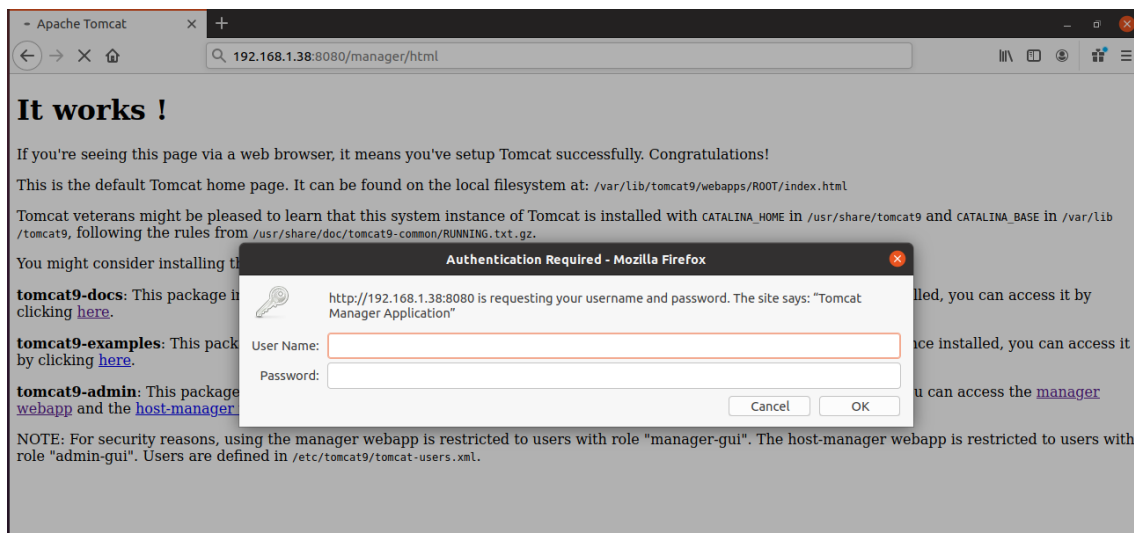 Apache Tomcat
192.168.1.38:8080/manager/html
It works !
If you're seeing this page via a web browser, it means you've setup Tomcat successfully. Congratulations!
This is the default Tomcat home page. It can be found on the local filesystem at: /var/lib/tomcat9/webapps/ROOT/index.html
Tomcat veterans might be pleased to learn that this system instance of Tomcat is installed with CATALINA_HOME in /usr/share/tomcat9 and CATALINA_BASE in /var/lib
/tomcat9, following the rules from /usr/share/doc/tomcat9-common/RUNNING.txt.gz.
You might consider installing
Authentication Required - Mozilla Firefox
http://192.168.1.38:8080 is requesting your username and password. The site says: “Tomcat
Manager Application”
User Name:
Password:
Cancel OK
tomcat9-docs: This package lled, you can access it by
clicking here.
tomcat9-examples: This pack nce installed, you can access it
by clicking here.
tomcat9-admin: This package u can access the manager
webapp and the host-manager
NOTE: For security reasons, using the manager webapp is restricted to users with role "manager-gui". The host-manager webapp is restricted to users with
role "admin-gui". Users are defined in /etc/tomcat9/tomcat-users.xml.